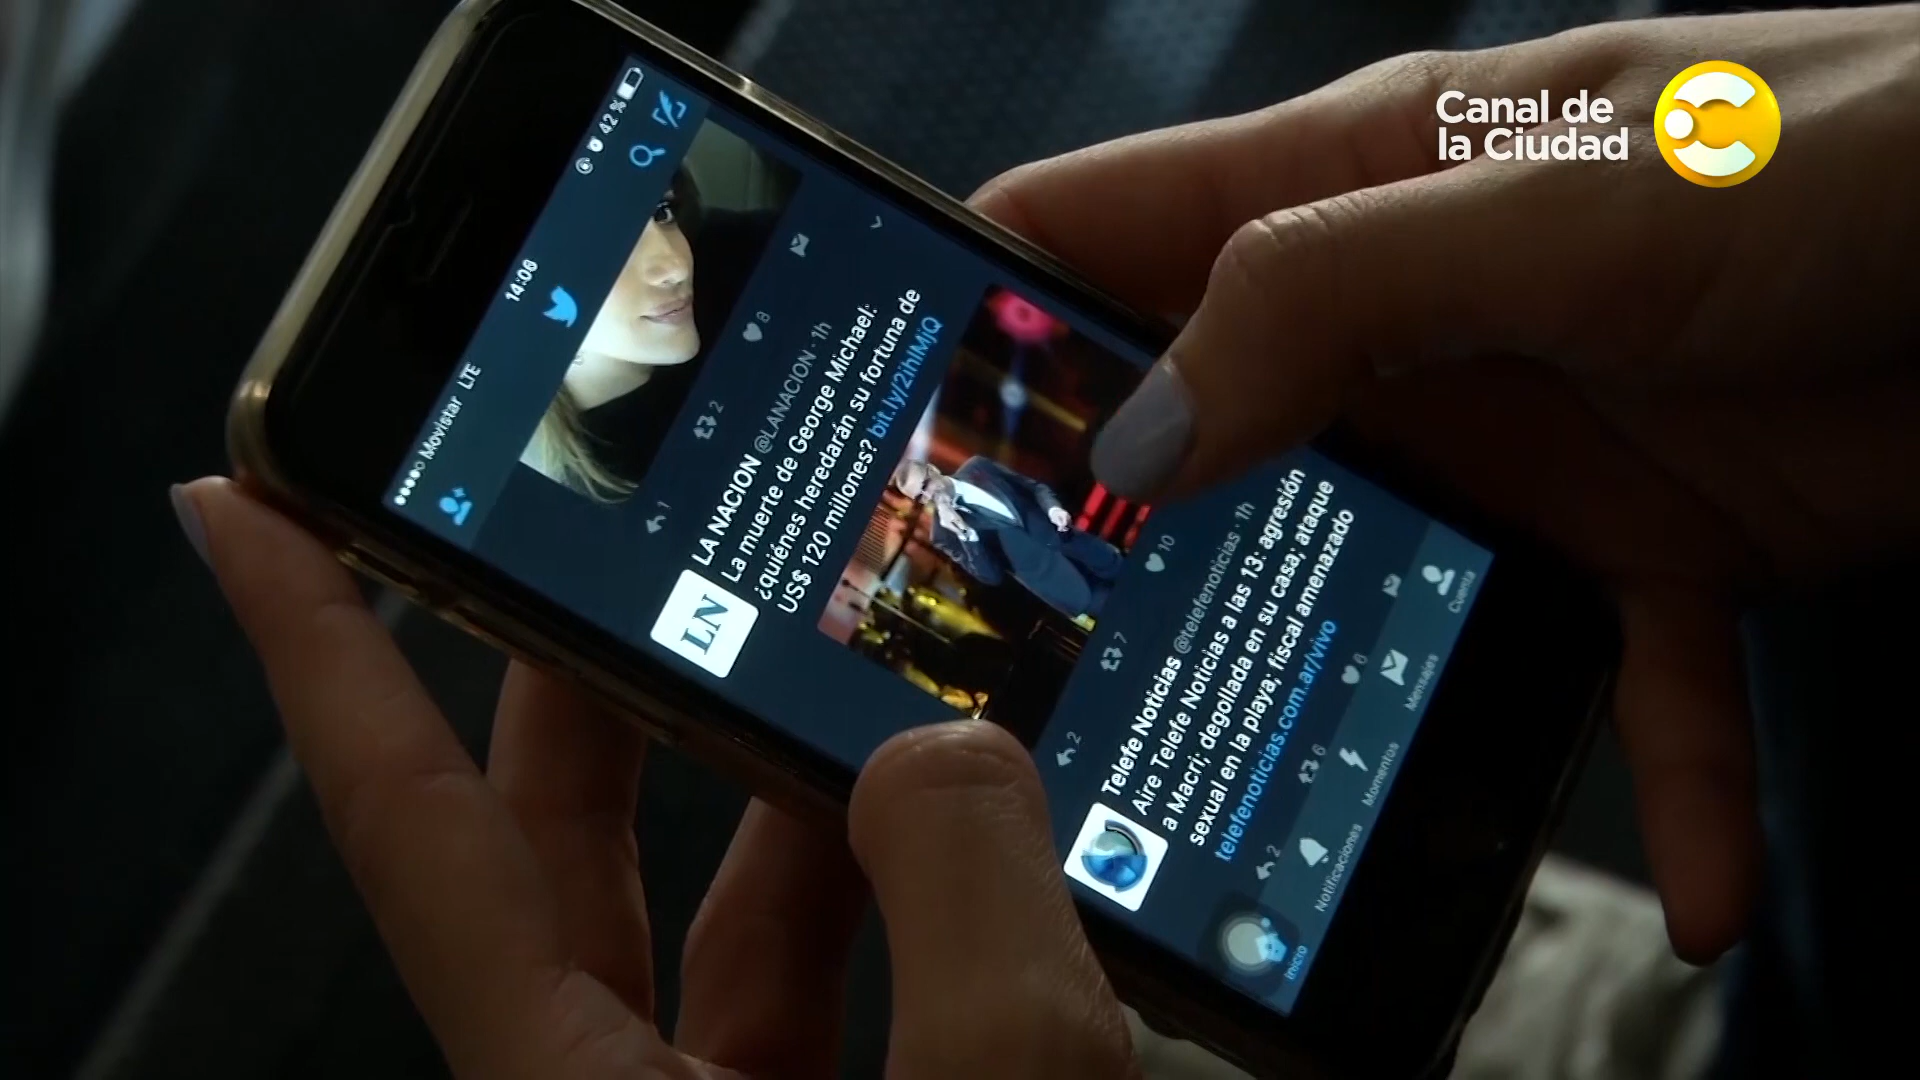 Canal de
la Ciudad
Movistar LTE
14:06
42 %
1
2
8
LA NACION @LANACION · 1h
La muerte de George Michael:
¿quiénes heredarán su fortuna de
US$ 120 millones? bit.ly/2ihlMjQ
LN
2
7
10
Telefe Noticias @telefenoticias · 1h
Aire Telefe Noticias a las 13: agresión
a Macri; degollada en su casa; ataque
sexual en la playa; fiscal amenazado
telefenoticias.com.ar/vivo
2
6
6
Inicio
Notificaciones
Momentos
Mensajes
Cuenta